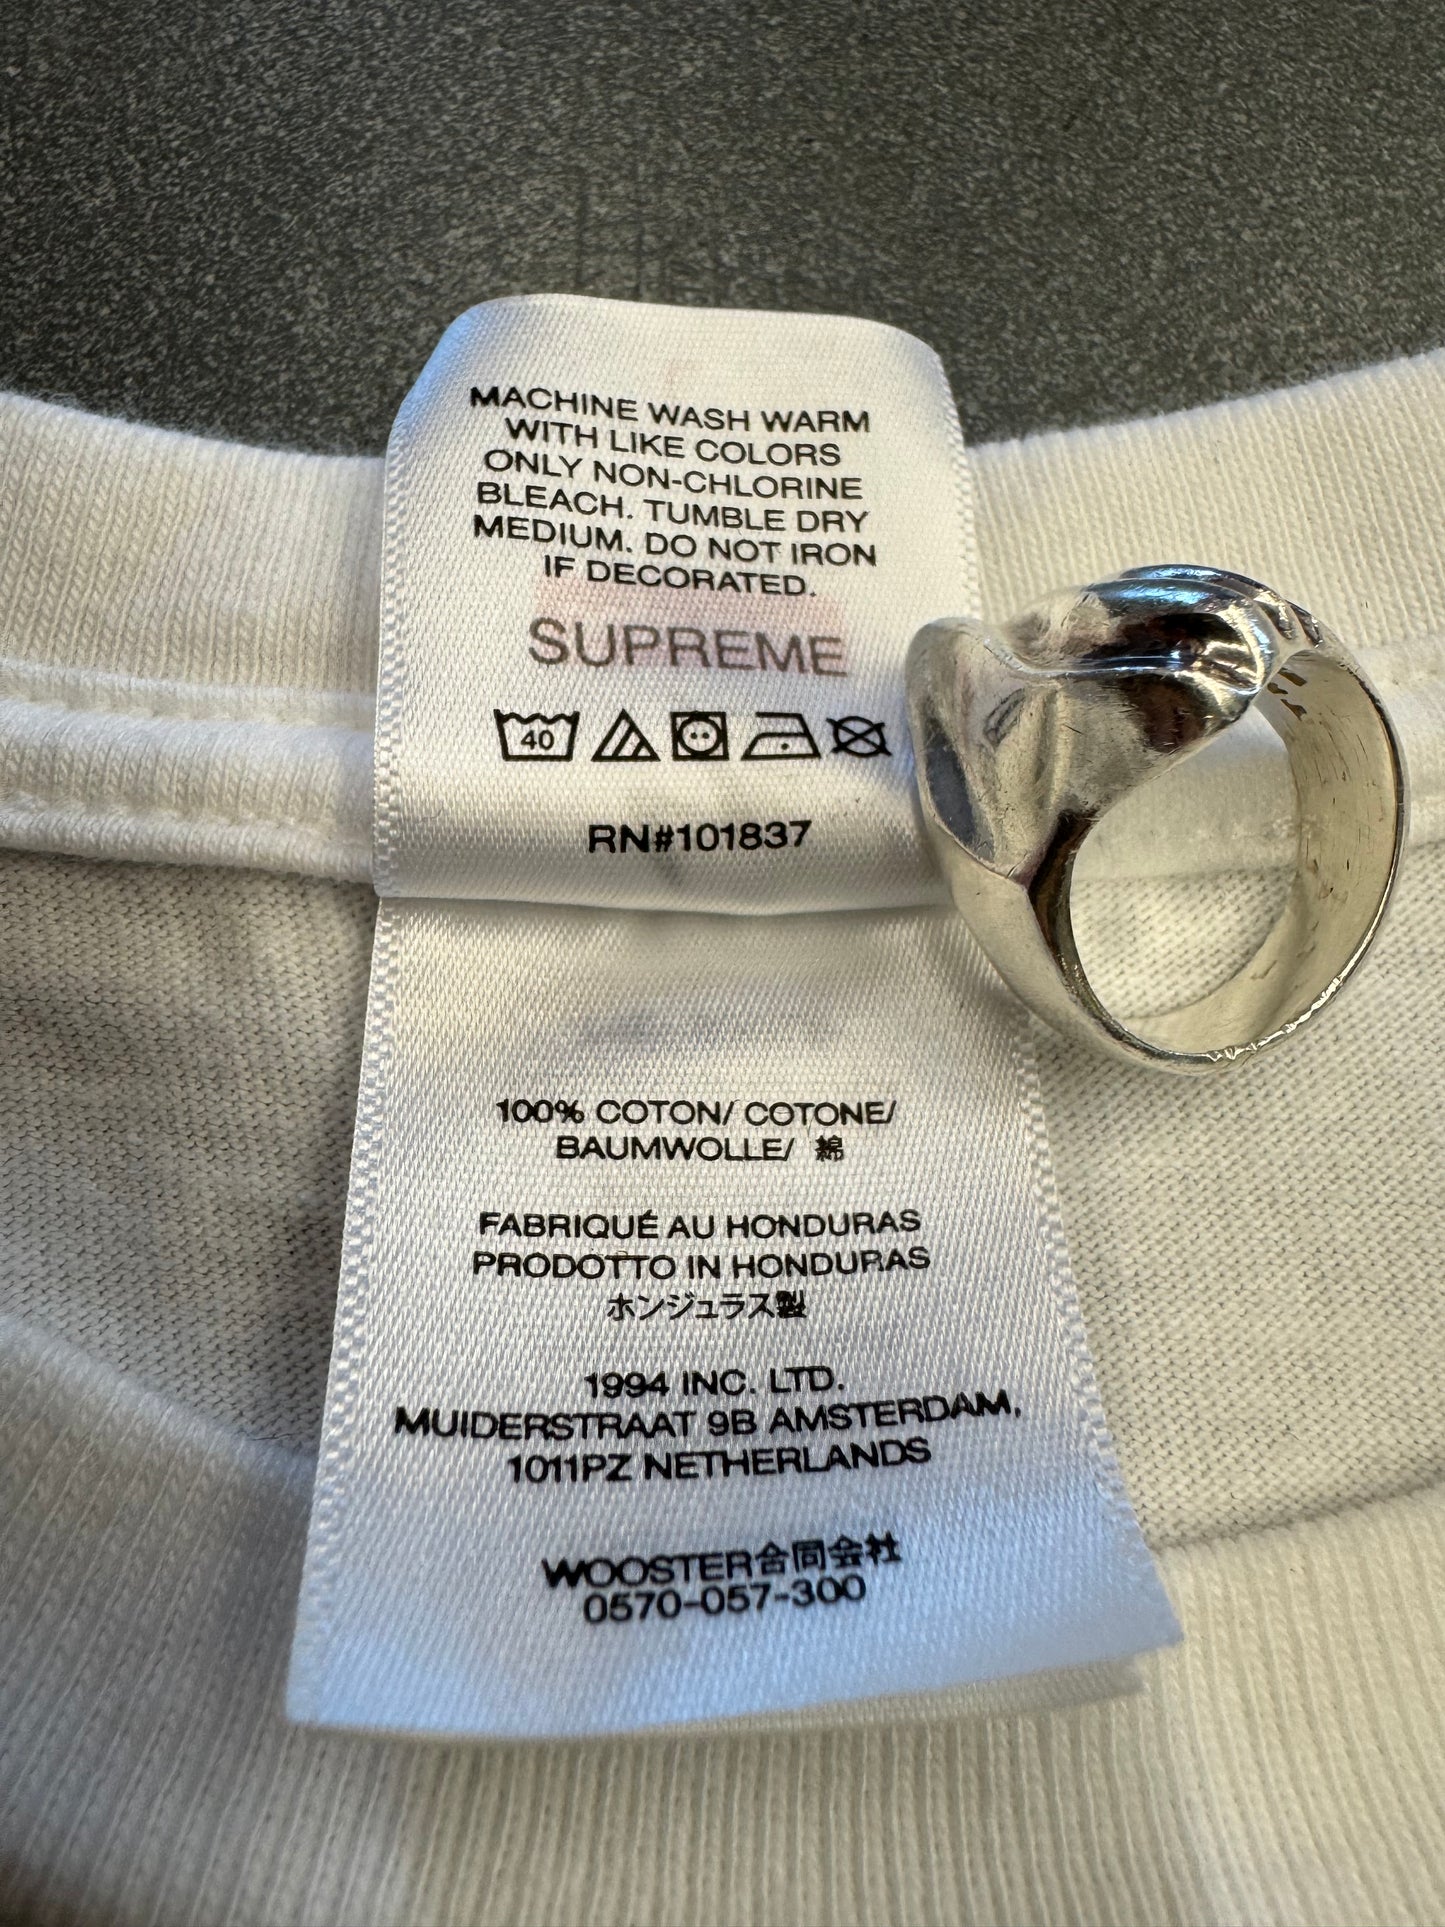 MACHINE WASH WARM
WITH LIKE COLORS
ONLY NON-CHLORINE
BLEACH. TUMBLE DRY
MEDIUM. DO NOT IRON
IF DECORATED.
SUPREME
40
RN#101837
100% COTON/ COTONE/
BAUMWOLLE/ 綿
FABRIQUÉ AU HONDURAS
PRODOTTO IN HONDURAS
ホンジュラス製
1994 INC. LTD.
MUIDERSTRAAT 9B AMSTERDAM,
1011PZ NETHERLANDS
WOOSTER合同会社
0570-057-300